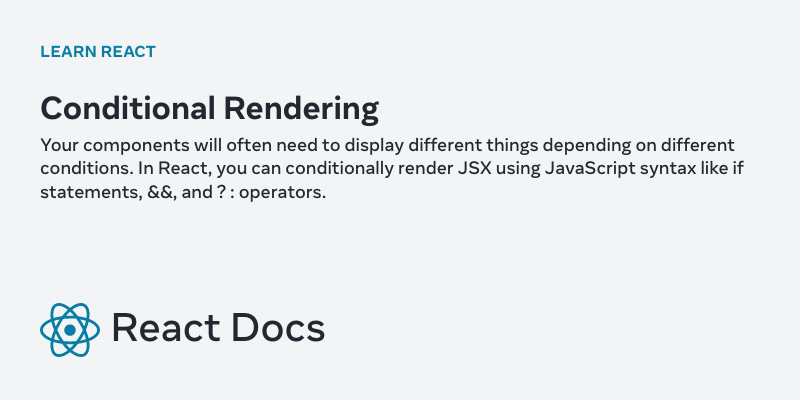 LEARN REACT
Conditional Rendering
Your components will often need to display different things depending on different
conditions. In React, you can conditionally render JSX using JavaScript syntax like if
statements, &&, and ? : operators.
React Docs